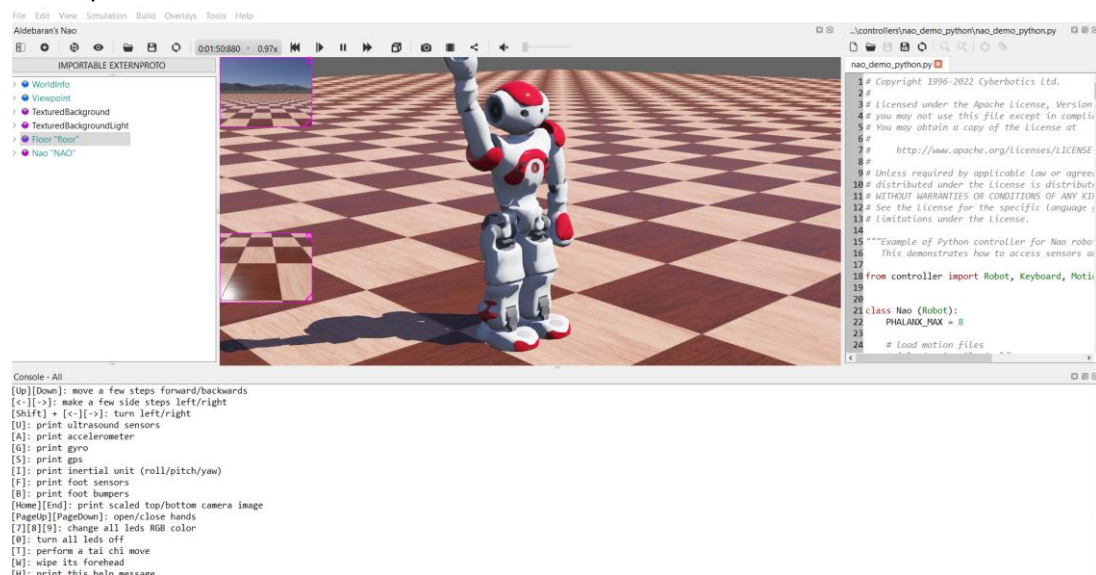 File Edit View Simulation Build Overlays Tools Help
Aldebaran's Nao
0:01:50:880 - 0.97x
IMPORTABLE EXTERNPROTO
WorldInfo
Viewpoint
TexturedBackground
TexturedBackgroundLight
Floor "floor"
Nao "NAO"
...\controllers\nao_demo_python\nao_demo_python.py
nao_demo_python.py
1 # Copyright 1996-2022 Cyberbotics Ltd.
2 #
3 # Licensed under the Apache License, Version
4 # you may not use this file except in compli
5 # You may obtain a copy of the License at
6 #
7 # http://www.apache.org/licenses/LICENSE
8 #
9 # Unless required by applicable law or agree
10 # distributed under the License is distribut
11 # WITHOUT WARRANTIES OR CONDITIONS OF ANY KI
12 # See the License for the specific language
13 # limitations under the License.
14
15 """Example of Python controller for Nao robo
16 This demonstrates how to access sensors a
17
18 from controller import Robot, Keyboard, Moti
19
20
21 class Nao (Robot):
22 PHALANX_MAX = 8
23
24 # load motion files
Console - All
[Up][Down]: move a few steps forward/backwards
[<-][->]: make a few side steps left/right
[Shift] + [<-][->]: turn left/right
[U]: print ultrasound sensors
[A]: print accelerometer
[G]: print gyro
[S]: print gps
[I]: print inertial unit (roll/pitch/yaw)
[F]: print foot sensors
[B]: print foot bumpers
[Home][End]: print scaled top/bottom camera image
[PageUp][PageDown]: open/close hands
[7][8][9]: change all leds RGB color
[0]: turn all leds off
[T]: perform a tai chi move
[W]: wipe its forehead
[H]: print this help message